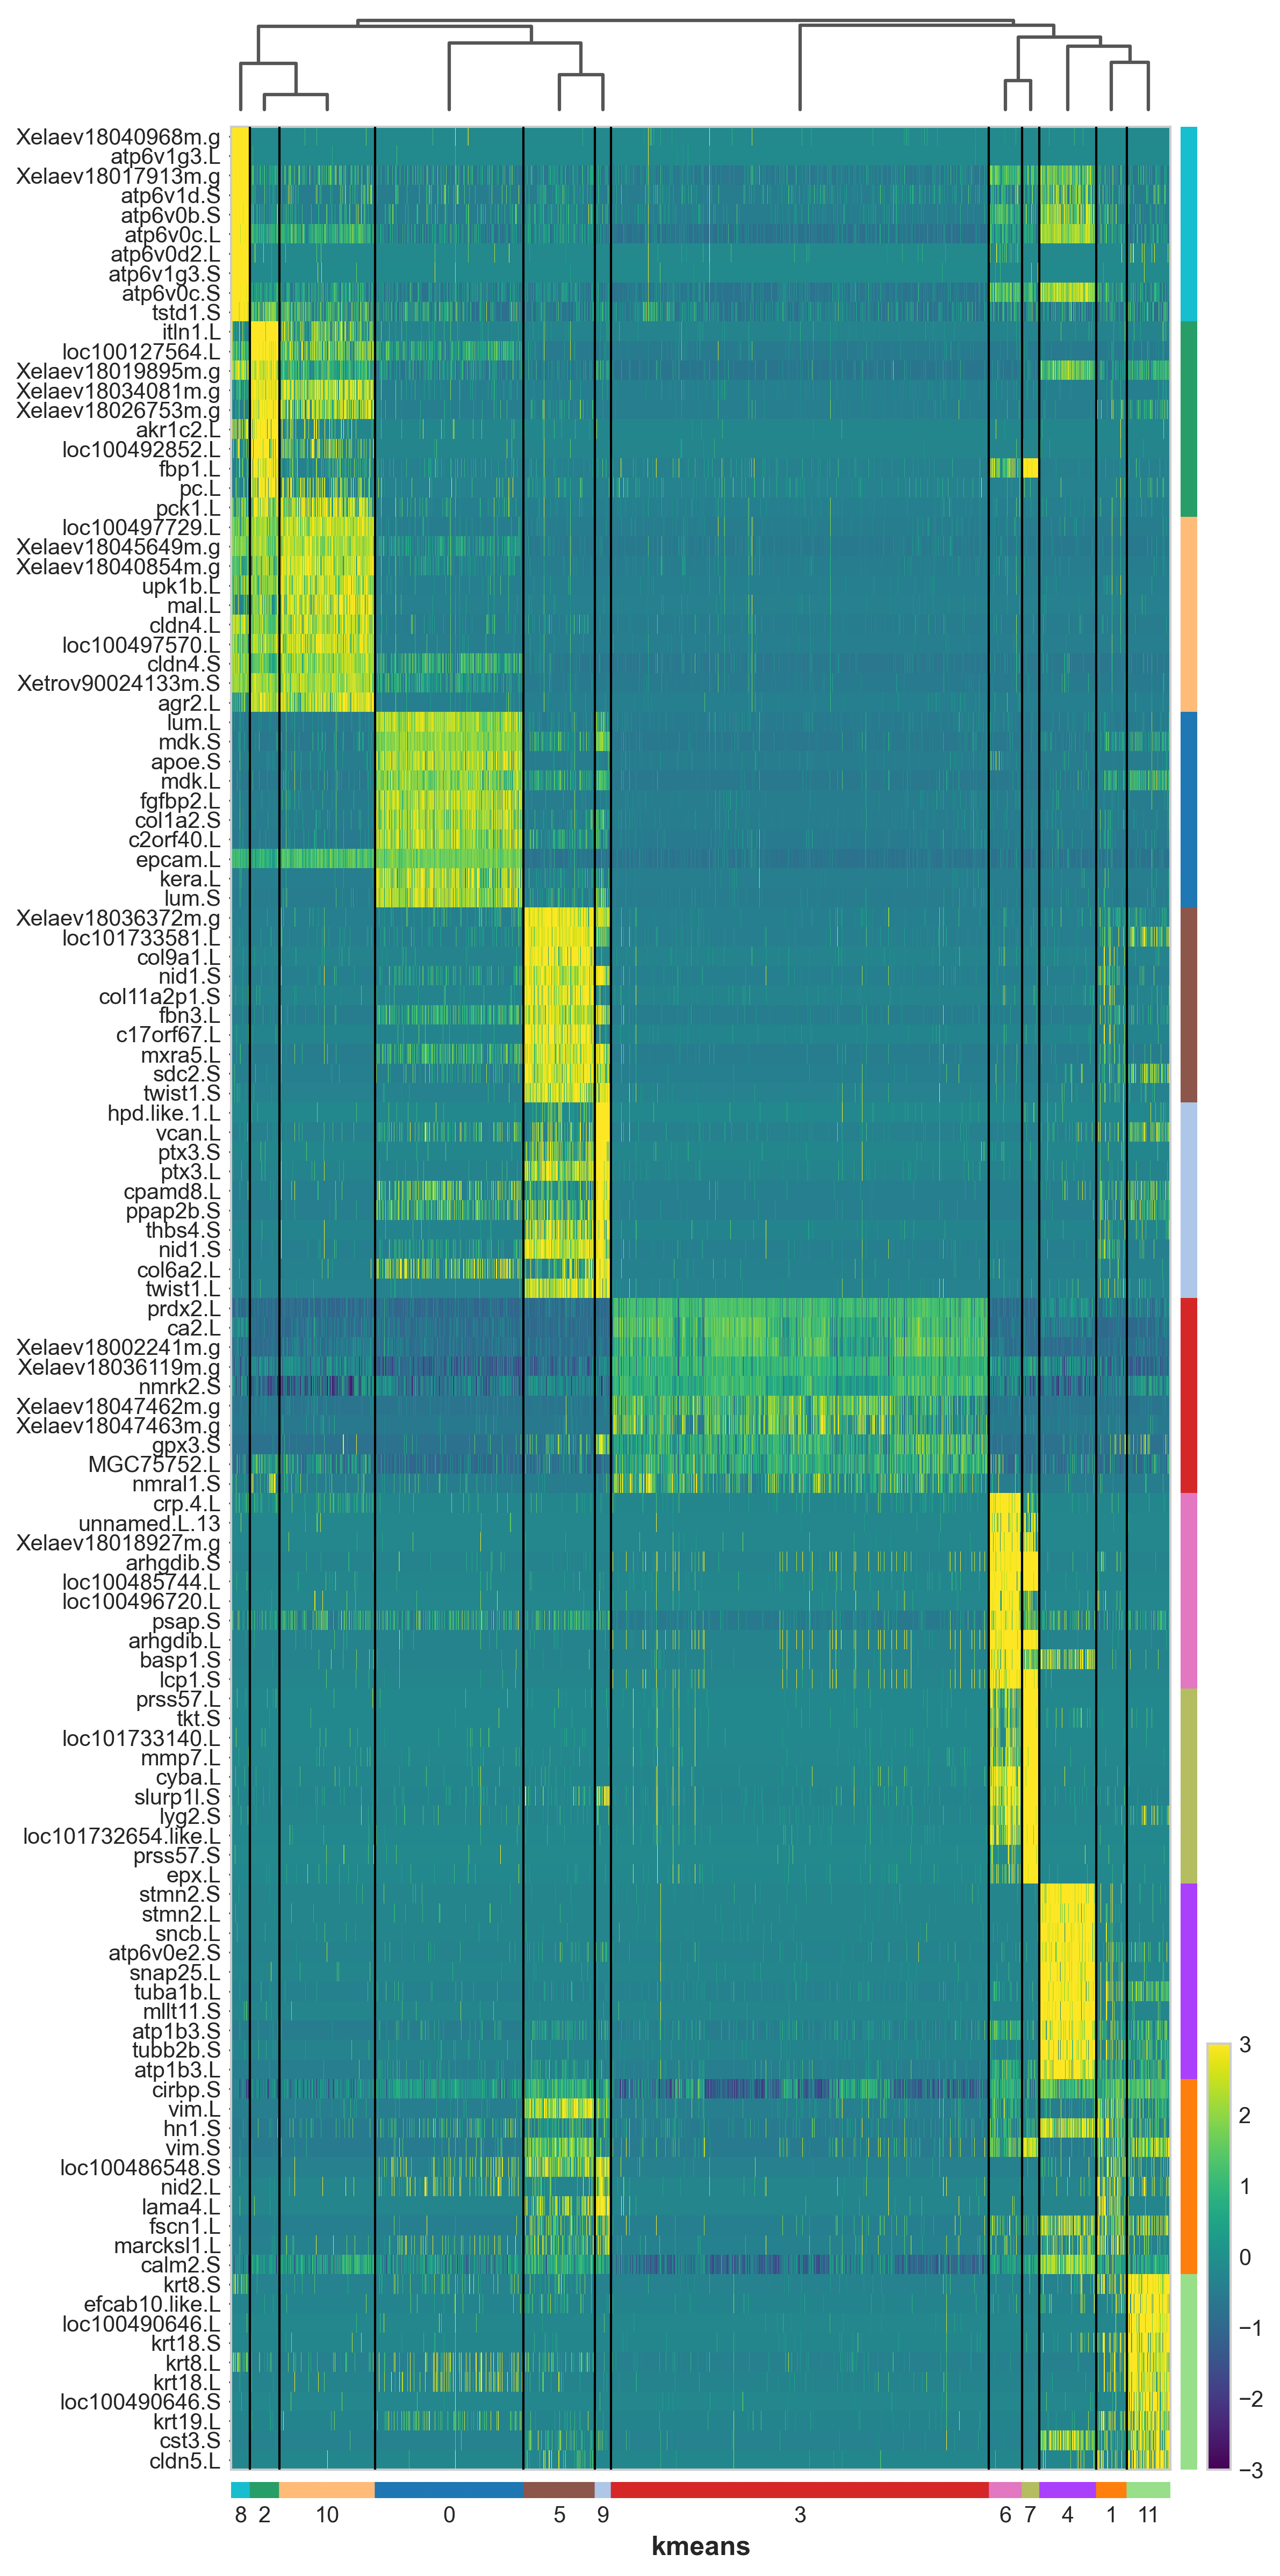 Xelaev18040968m.g
atp6v1g3.L
Xelaev18017913m.g
atp6v1d.S
atp6v0b.S
atp6v0c.L
atp6v0d2.L
atp6v1g3.S
atp6v0c.S
tstd1.S
itln1.L
loc100127564.L
Xelaev18019895m.g
Xelaev18034081m.g
Xelaev18026753m.g
akr1c2.L
loc100492852.L
fbp1.L
pc.L
pck1.L
loc100497729.L
Xelaev18045649m.g
Xelaev18040854m.g
upk1b.L
mal.L
cldn4.L
loc100497570.L
cldn4.S
Xetrov90024133m.S
agr2.L
lum.L
mdk.S
apoe.S
mdk.L
fgfbp2.L
col1a2.S
c2orf40.L
epcam.L
kera.L
lum.S
Xelaev18036372m.g
loc101733581.L
col9a1.L
nid1.S
col11a2p1.S
fbn3.L
c17orf67.L
mxra5.L
sdc2.S
twist1.S
hpd.like.1.L
vcan.L
ptx3.S
ptx3.L
cpamd8.L
ppap2b.S
thbs4.S
nid1.S
col6a2.L
twist1.L
prdx2.L
ca2.L
Xelaev18002241m.g
Xelaev18036119m.g
nmrk2.S
Xelaev18047462m.g
Xelaev18047463m.g
gpx3.S
MGC75752.L
nmral1.S
crp.4.L
unnamed.L.13
Xelaev18018927m.g
arhgdib.S
loc100485744.L
loc100496720.L
psap.S
arhgdib.L
basp1.S
lcp1.S
prss57.L
tkt.S
loc101733140.L
mmp7.L
cyba.L
slurp1l.S
lyg2.S
loc101732654.like.L
prss57.S
epx.L
stmn2.S
stmn2.L
sncb.L
atp6v0e2.S
snap25.L
tuba1b.L
mllt11.S
atp1b3.S
tubb2b.S
atp1b3.L
cirbp.S
vim.L
hn1.S
vim.S
loc100486548.S
nid2.L
lama4.L
fscn1.L
marcksl1.L
calm2.S
krt8.S
efcab10.like.L
loc100490646.L
krt18.S
krt8.L
krt18.L
loc100490646.S
krt19.L
cst3.S
cldn5.L
3
2
1
0
−1
−2
−3
8 2 10 0 5 9 3 6 7 4 1 11
kmeans